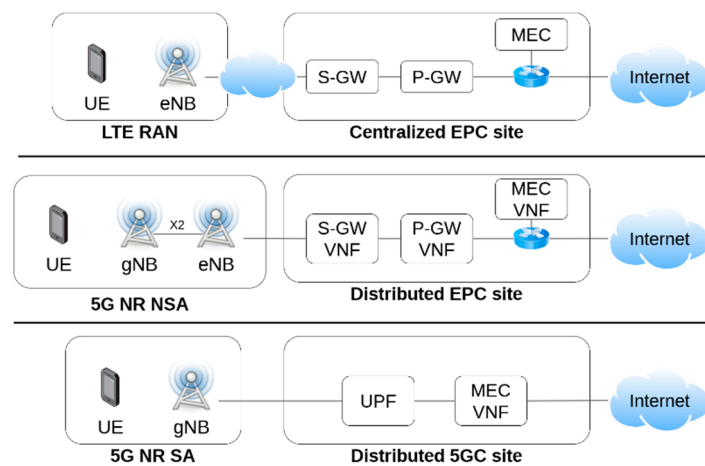 MEC
S-GW
P-GW
Internet
UE
eNB
LTE RAN
Centralized EPC site
MEC
VNF
X2
S-GW
VNF
P-GW
VNF
Internet
UE
gNB
eNB
5G NR NSA
Distributed EPC site
UPF
MEC
VNF
Internet
UE
gNB
5G NR SA
Distributed 5GC site